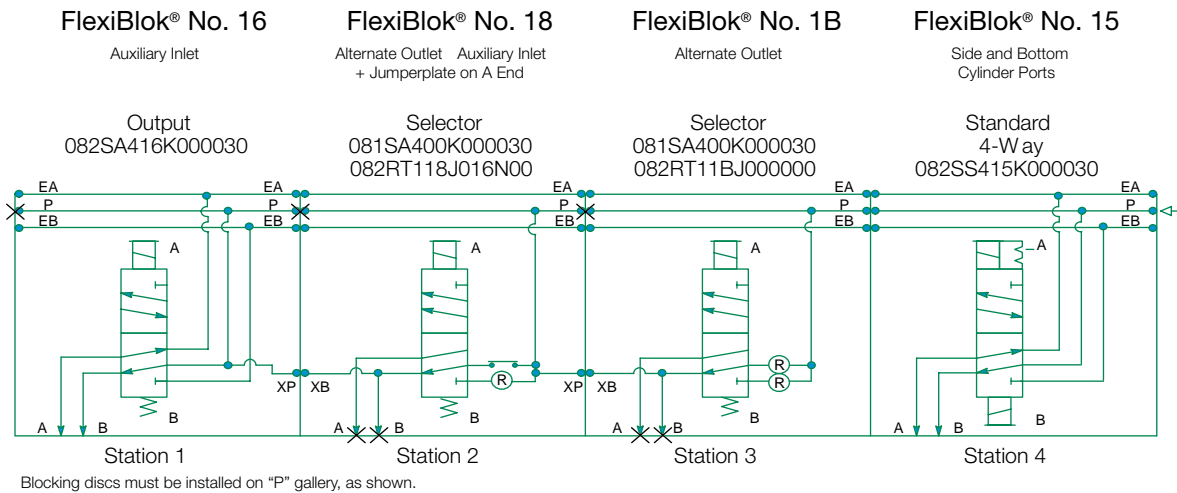 FlexiBlok® No. 16
Auxiliary Inlet
Output
082SA416K000030
FlexiBlok® No. 18
Alternate Outlet Auxiliary Inlet
+ Jumperplate on A End
Selector
081SA400K000030
082RT118J016N00
FlexiBlok® No. 1B
Alternate Outlet
Selector
081SA400K000030
082RT11BJ000000
FlexiBlok® No. 15
Side and Bottom
Cylinder Ports
Standard
4-W ay
082SS415K000030
EA EA EA EA EA
P P P P P
EB EB EB EB EB
A A A A
R R
R
XP XB XP XB
B B B B
A B A B A B A B
Station 1 Station 2 Station 3 Station 4
Blocking discs must be installed on “P” gallery, as shown.